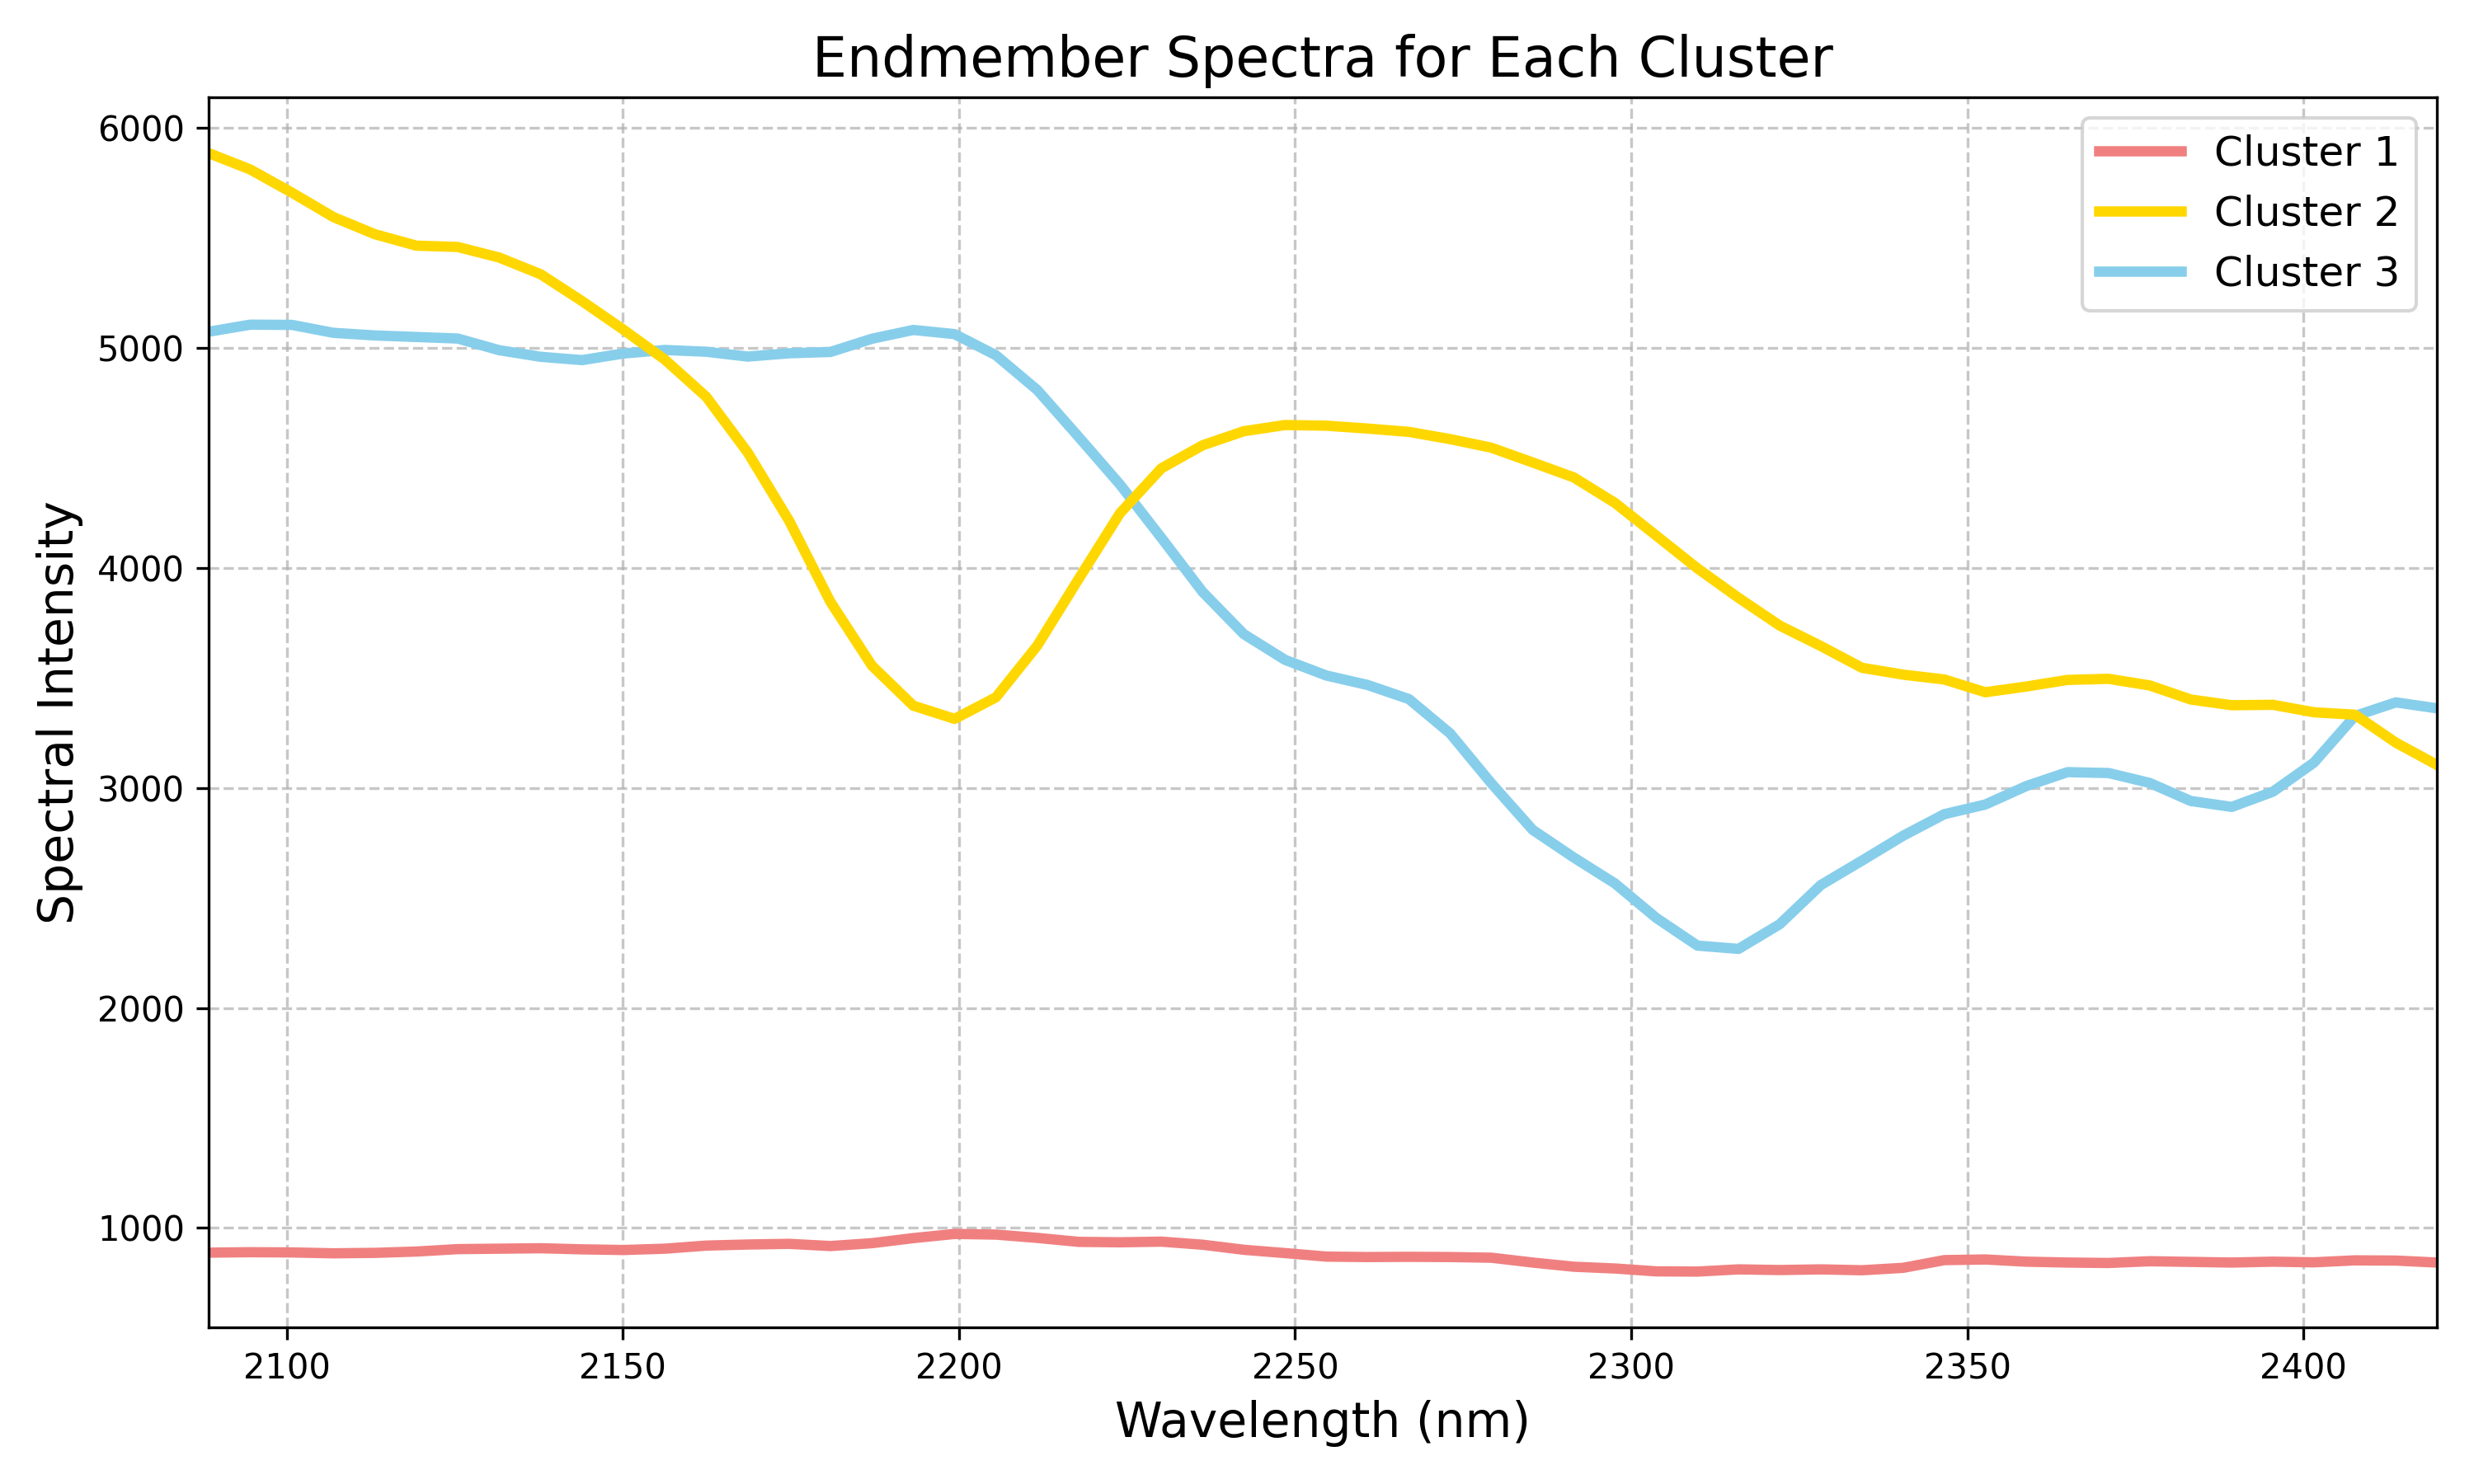 Endmember Spectra for Each Cluster
6000
5000
4000
3000
2000
1000
Spectral Intensity
Cluster 1
Cluster 2
Cluster 3
2100 2150 2200 2250 2300 2350 2400
Wavelength (nm)